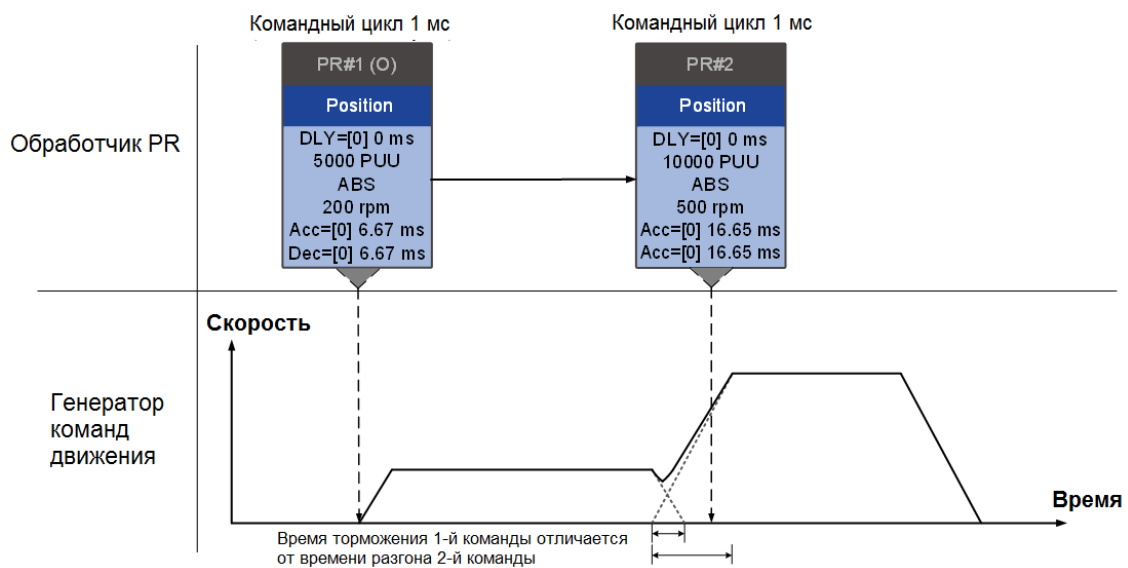 Командный цикл 1 мс
Командный цикл 1 мс
PR#1 (O)
Position
DLY=[0] 0 ms
5000 PUU
ABS
200 rpm
Acc=[0] 6.67 ms
Dec=[0] 6.67 ms
PR#2
Position
DLY=[0] 0 ms
10000 PUU
ABS
500 rpm
Acc=[0] 16.65 ms
Acc=[0] 16.65 ms
Обработчик PR
Скорость
Генератор
команд
движения
Время
Время торможения 1-й команды отличается
от времени разгона 2-й команды